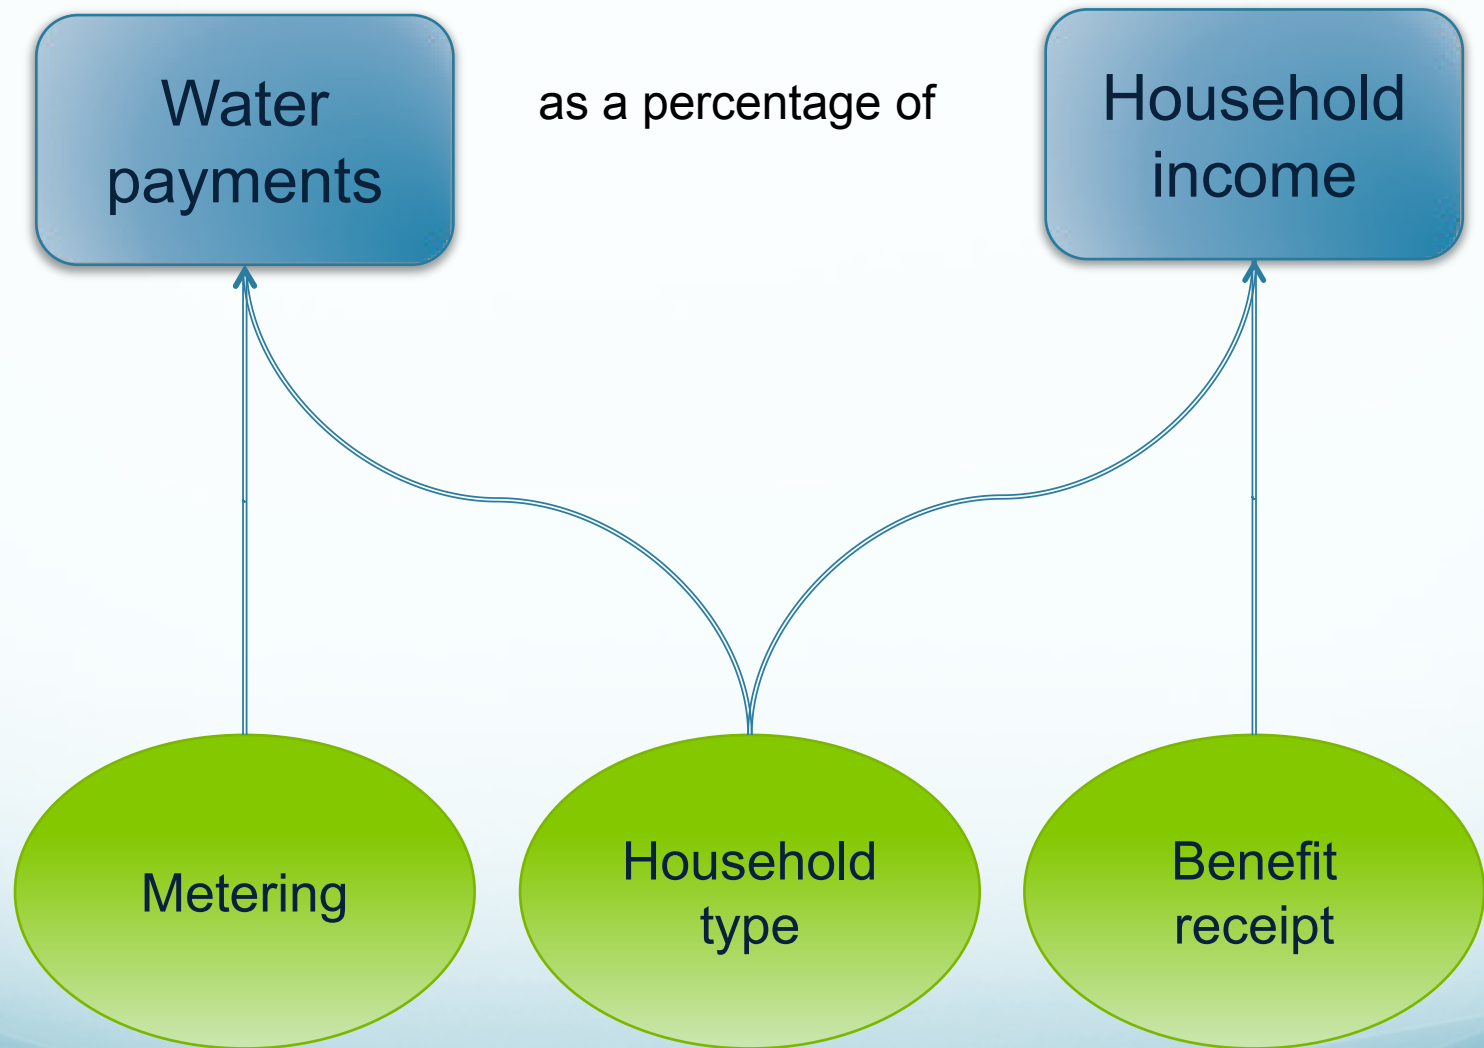 Water
payments
as a percentage of
Household
income
Metering
Household
type
Benefit
receipt